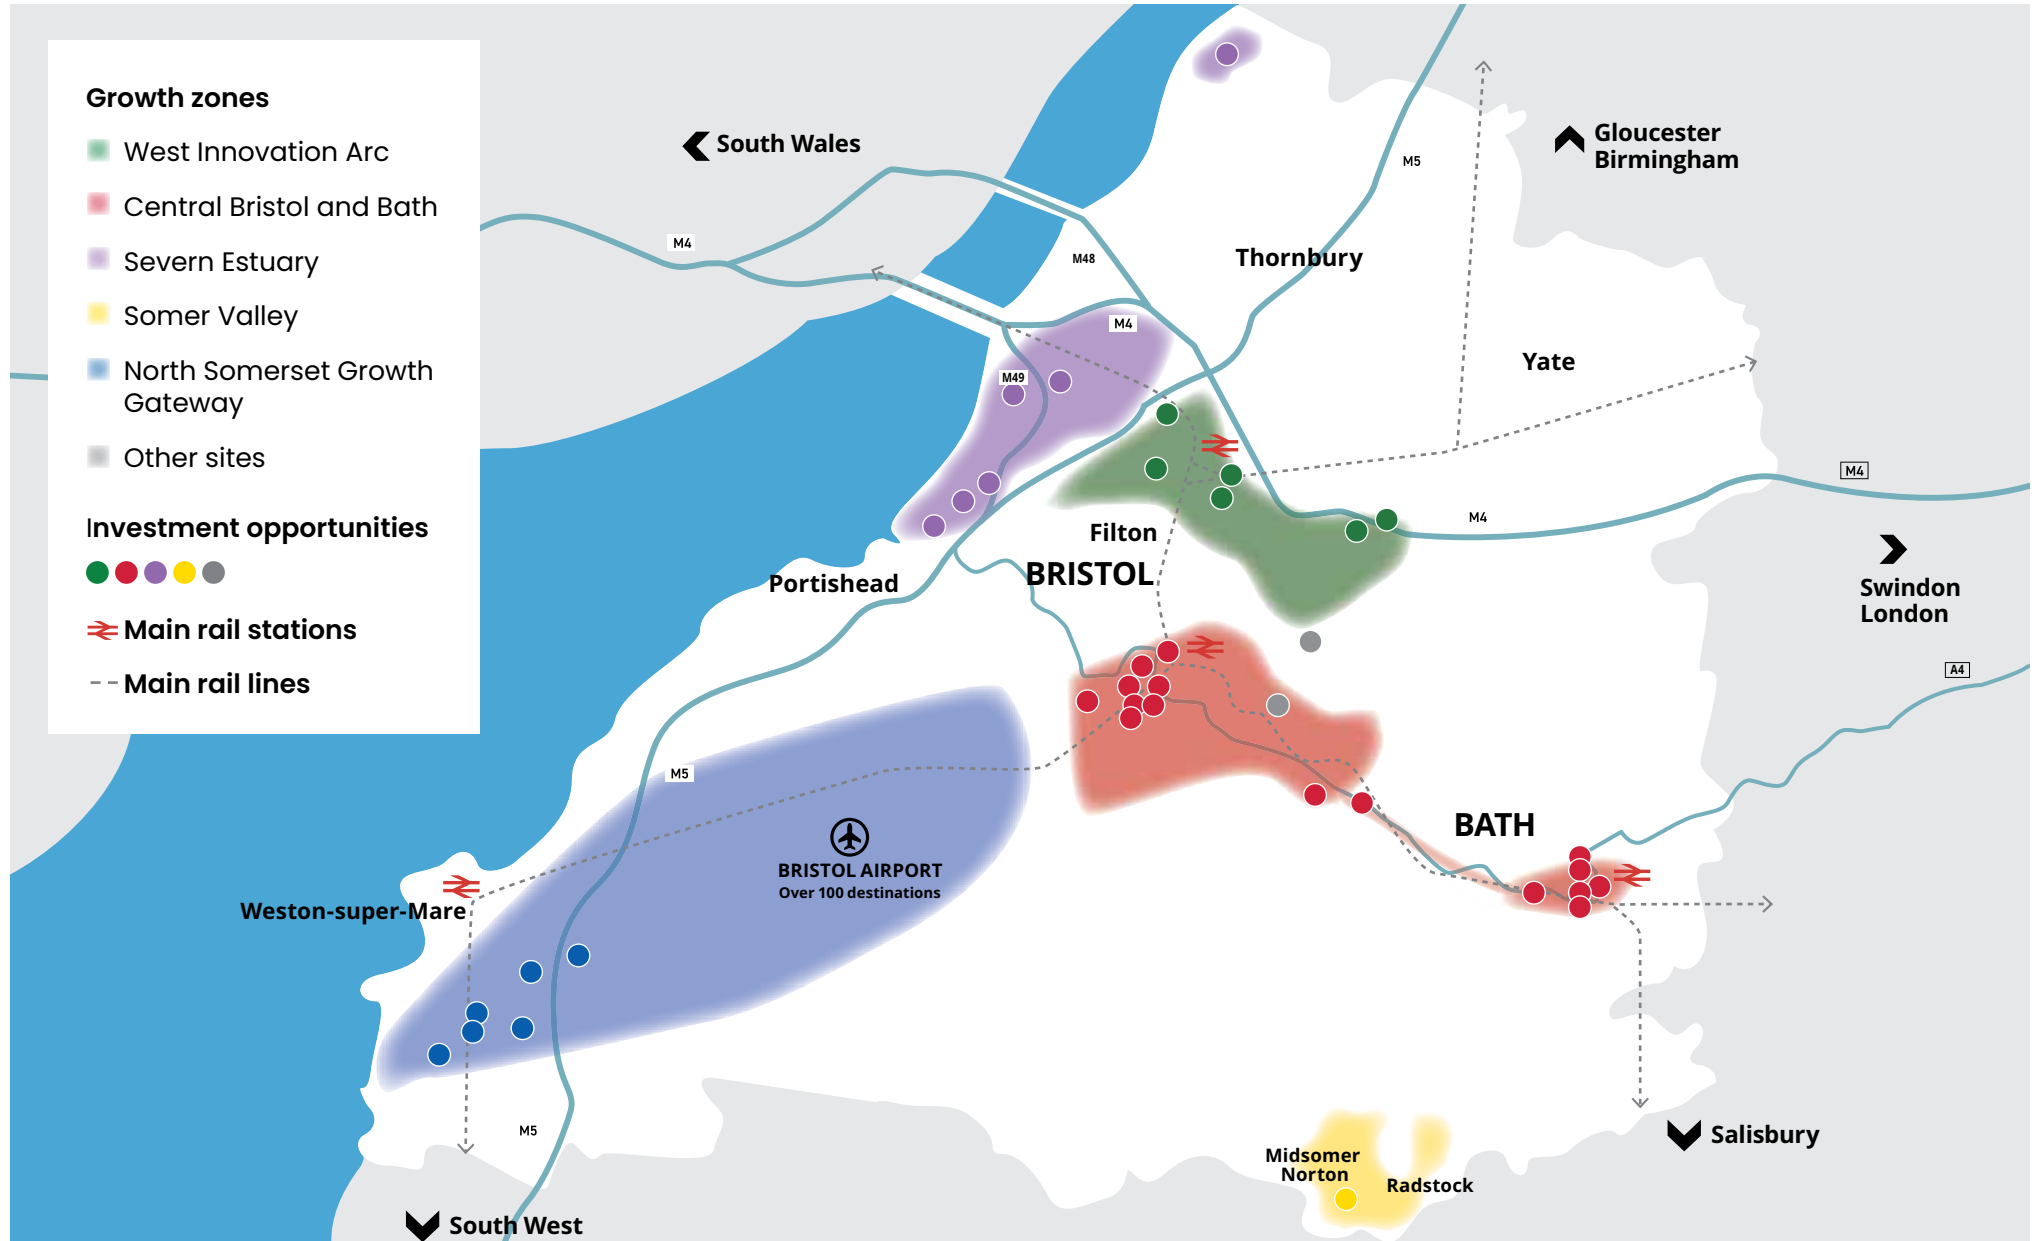 Growth zones
West Innovation Arc
Central Bristol and Bath
Severn Estuary
Somer Valley
North Somerset Growth
Gateway
Other sites
Investment opportunities
Main rail stations
Main rail lines
South Wales
Gloucester
Birmingham
M5
M4
M48
Thornbury
M4
Yate
M49
M4
M4
Filton
BRISTOL
Portishead
Swindon
London
A4
M5
BATH
BRISTOL AIRPORT
Over 100 destinations
Weston-super-Mare
M5
Salisbury
Midsomer
Norton
Radstock
South West